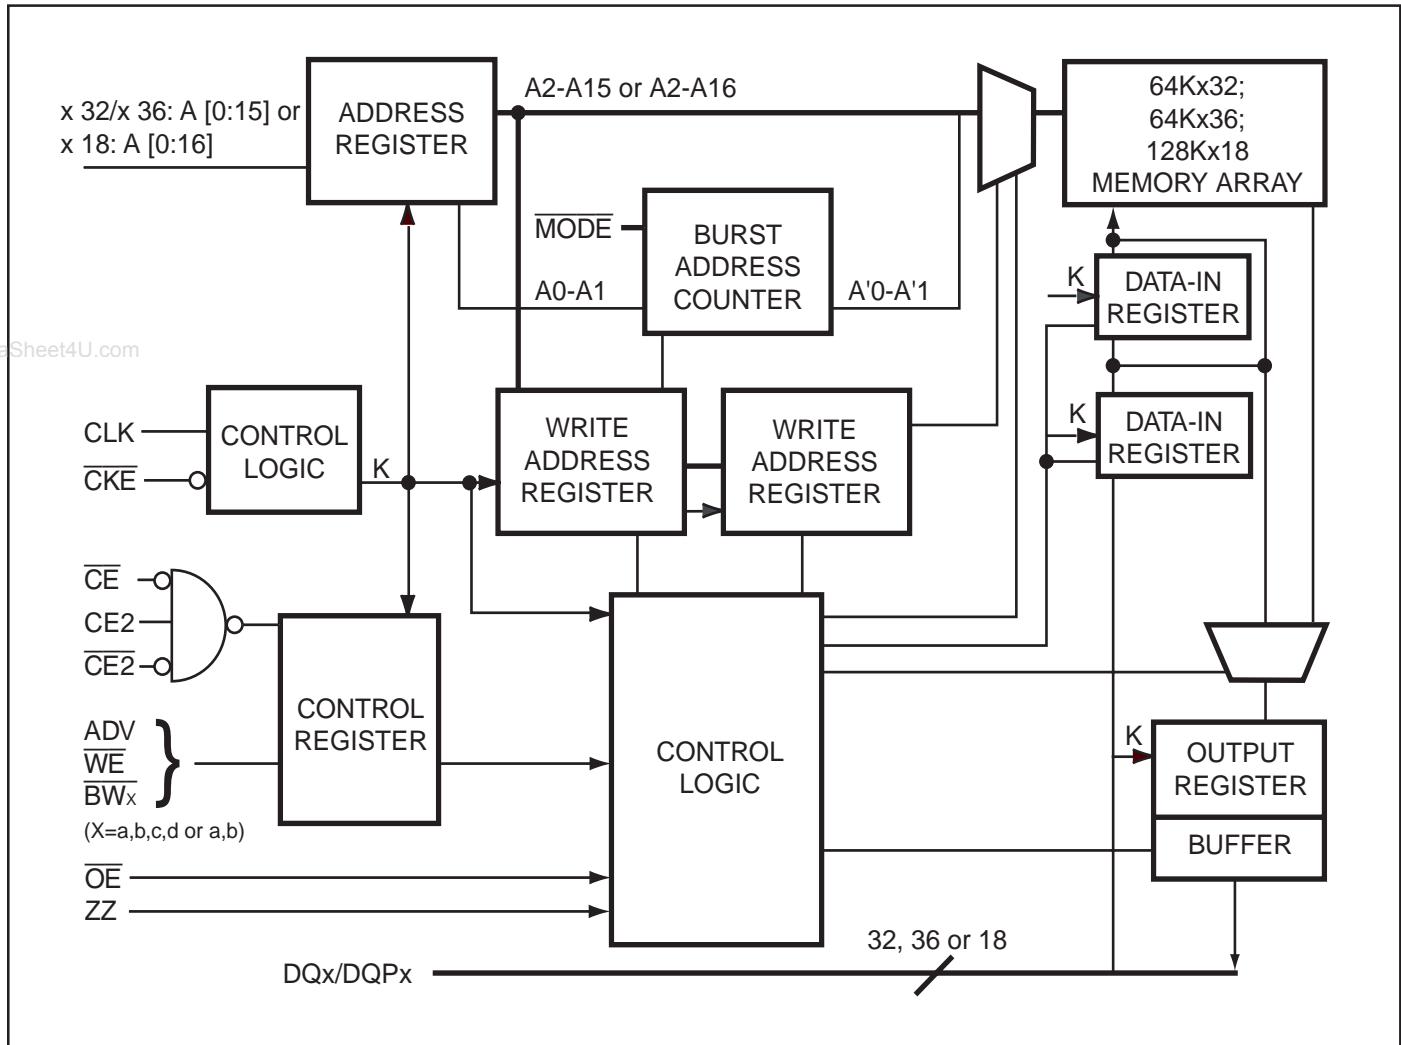 x 32/x 36: A [0:15] or
x 18: A [0:16]
ADDRESS
REGISTER
A2-A15 or A2-A16
64Kx32;
64Kx36;
128Kx18
MEMORY ARRAY
MODE
BURST
ADDRESS
COUNTER
A0-A1
A'0-A'1
K
DATA-IN
REGISTER
aSheet4U.com
CLK
CKE
CONTROL
LOGIC
K
WRITE
ADDRESS
REGISTER
WRITE
ADDRESS
REGISTER
K
DATA-IN
REGISTER
CE
CE2
CE2
CONTROL
REGISTER
ADV
WE
BWX
}
(X=a,b,c,d or a,b)
CONTROL
LOGIC
K
OUTPUT
REGISTER
BUFFER
OE
ZZ
32, 36 or 18
DQx/DQPx